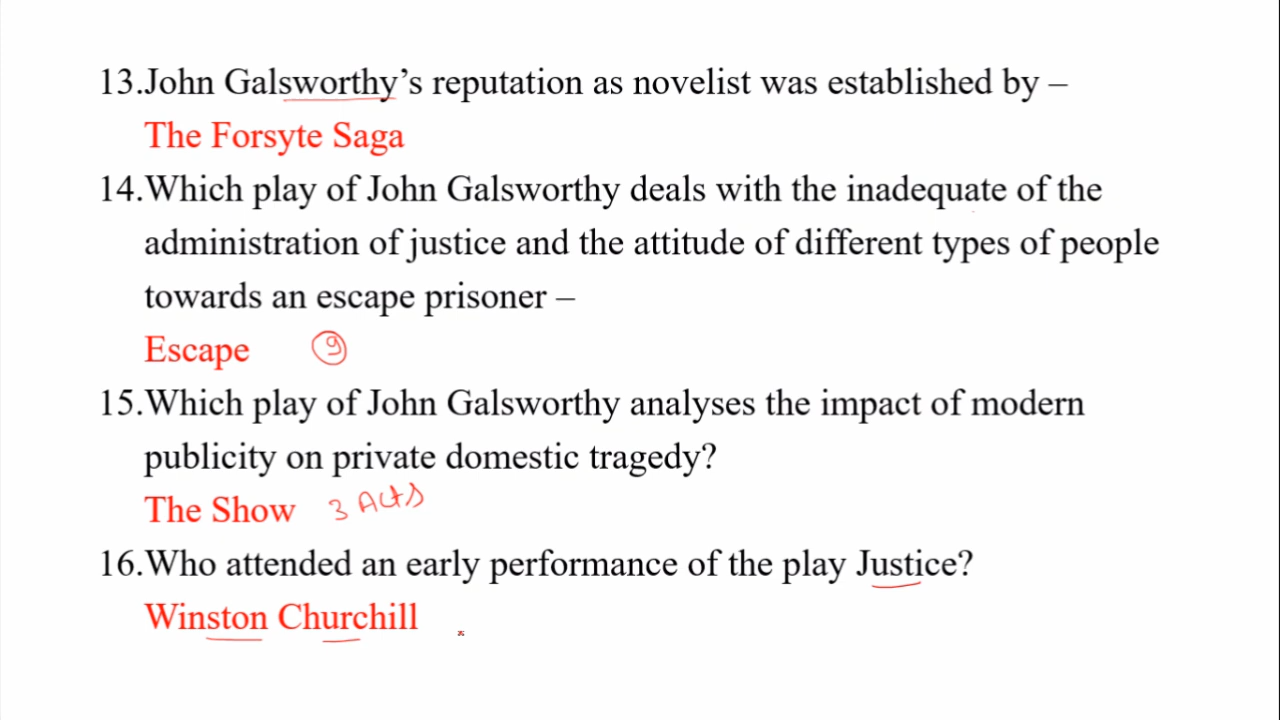 13.John Galsworthy’s reputation as novelist was established by –
The Forsyte Saga
14.Which play of John Galsworthy deals with the inadequate of the
administration of justice and the attitude of different types of people
towards an escape prisoner –
Escape 9
15.Which play of John Galsworthy analyses the impact of modern
publicity on private domestic tragedy?
The Show 3 Acts
16.Who attended an early performance of the play Justice?
Winston Churchill